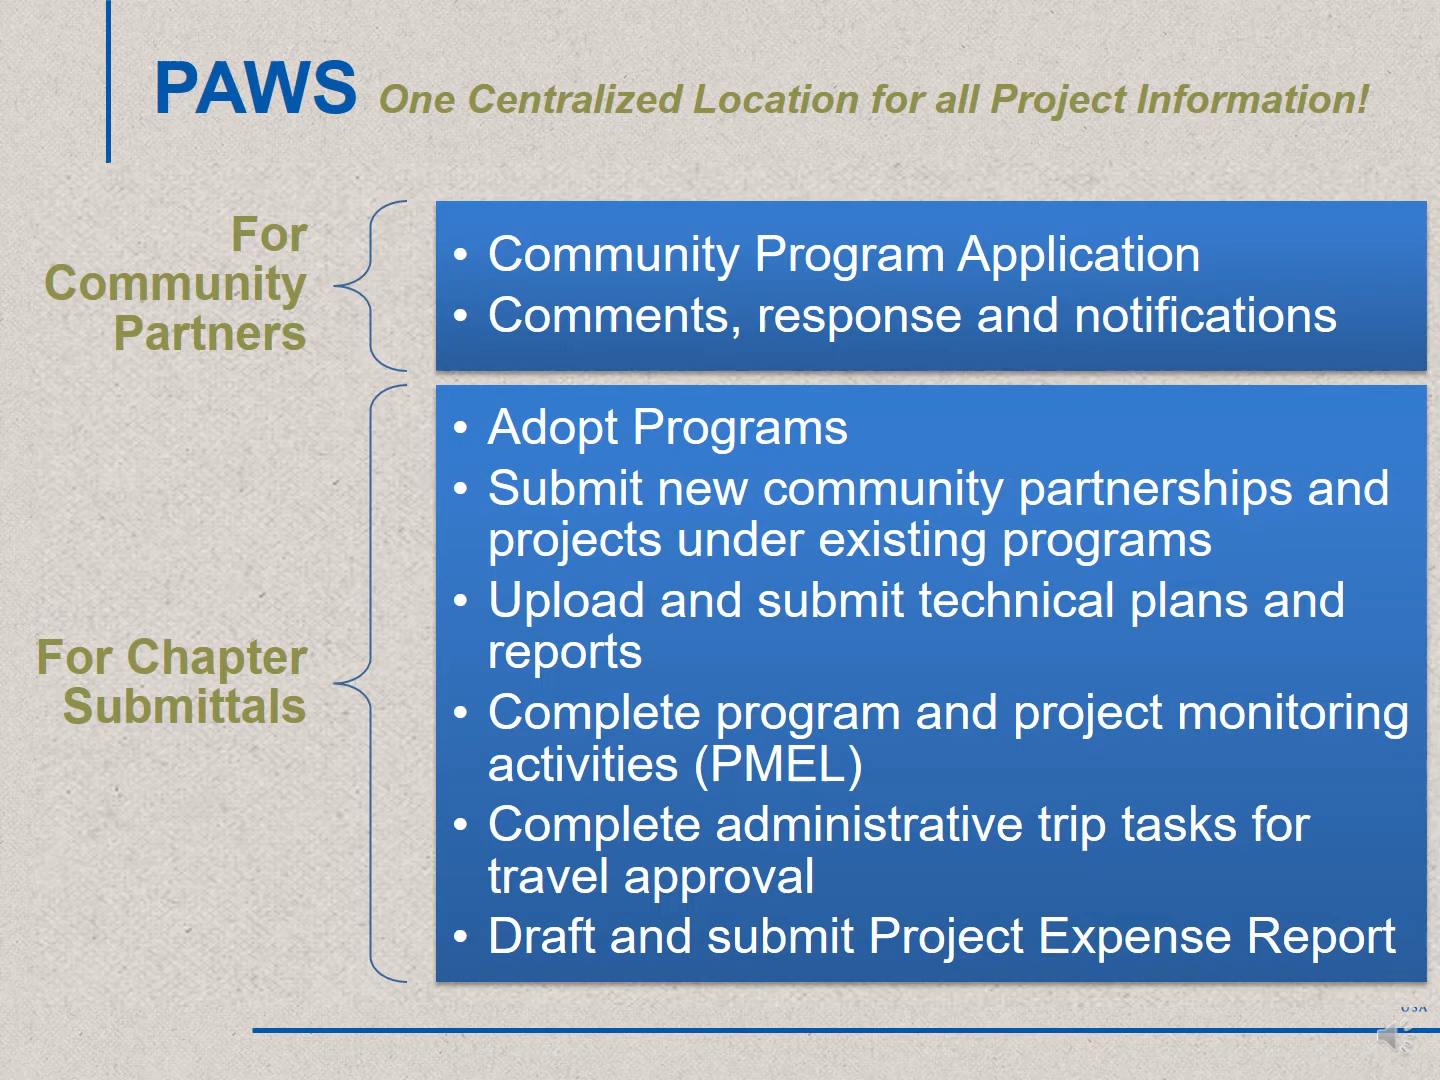 PAWS One Centralized Location for all Project Information!
For
Community
Partners
• Community Program Application
• Comments, response and notifications
For Chapter
Submittals
• Adopt Programs
• Submit new community partnerships and
projects under existing programs
• Upload and submit technical plans and
reports
• Complete program and project monitoring
activities (PMEL)
• Complete administrative trip tasks for
travel approval
• Draft and submit Project Expense Report
USA